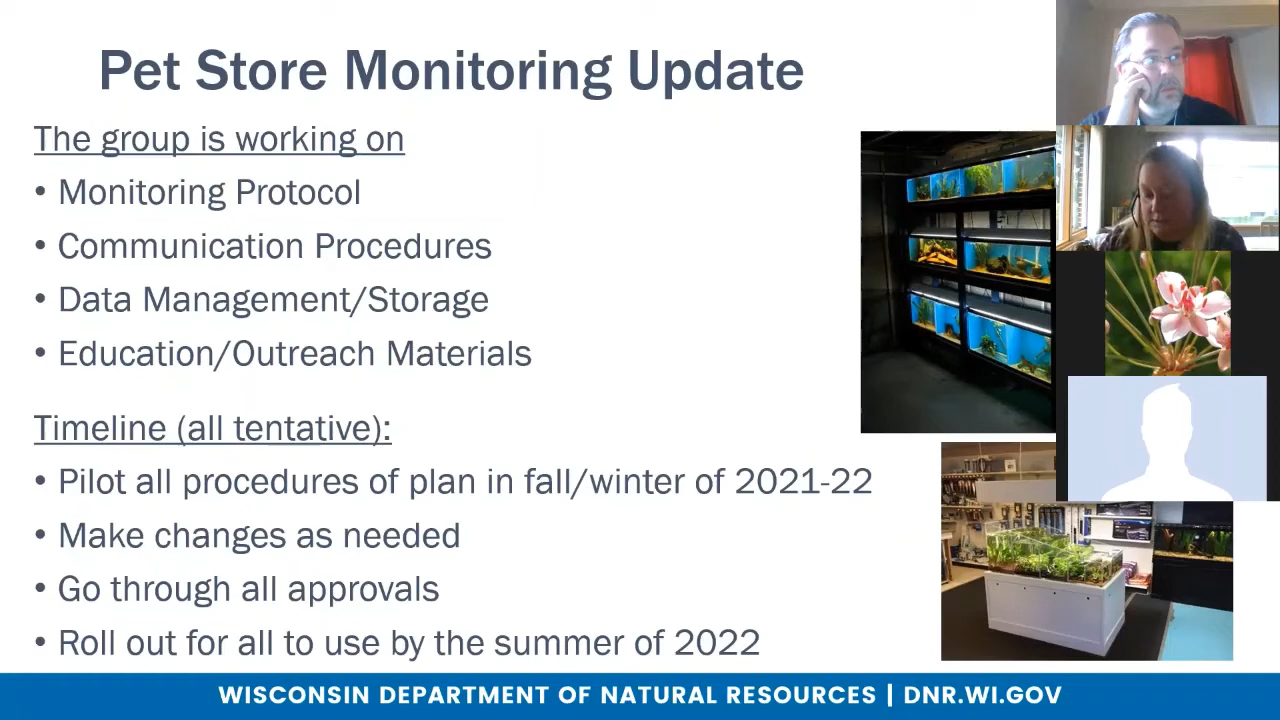 Pet Store Monitoring Update
The group is working on
• Monitoring Protocol
• Communication Procedures
• Data Management/Storage
• Education/Outreach Materials
Timeline (all tentative):
• Pilot all procedures of plan in fall/winter of 2021-22
• Make changes as needed
• Go through all approvals
• Roll out for all to use by the summer of 2022
WISCONSIN DEPARTMENT OF NATURAL RESOURCES | DNR.WI.GOV